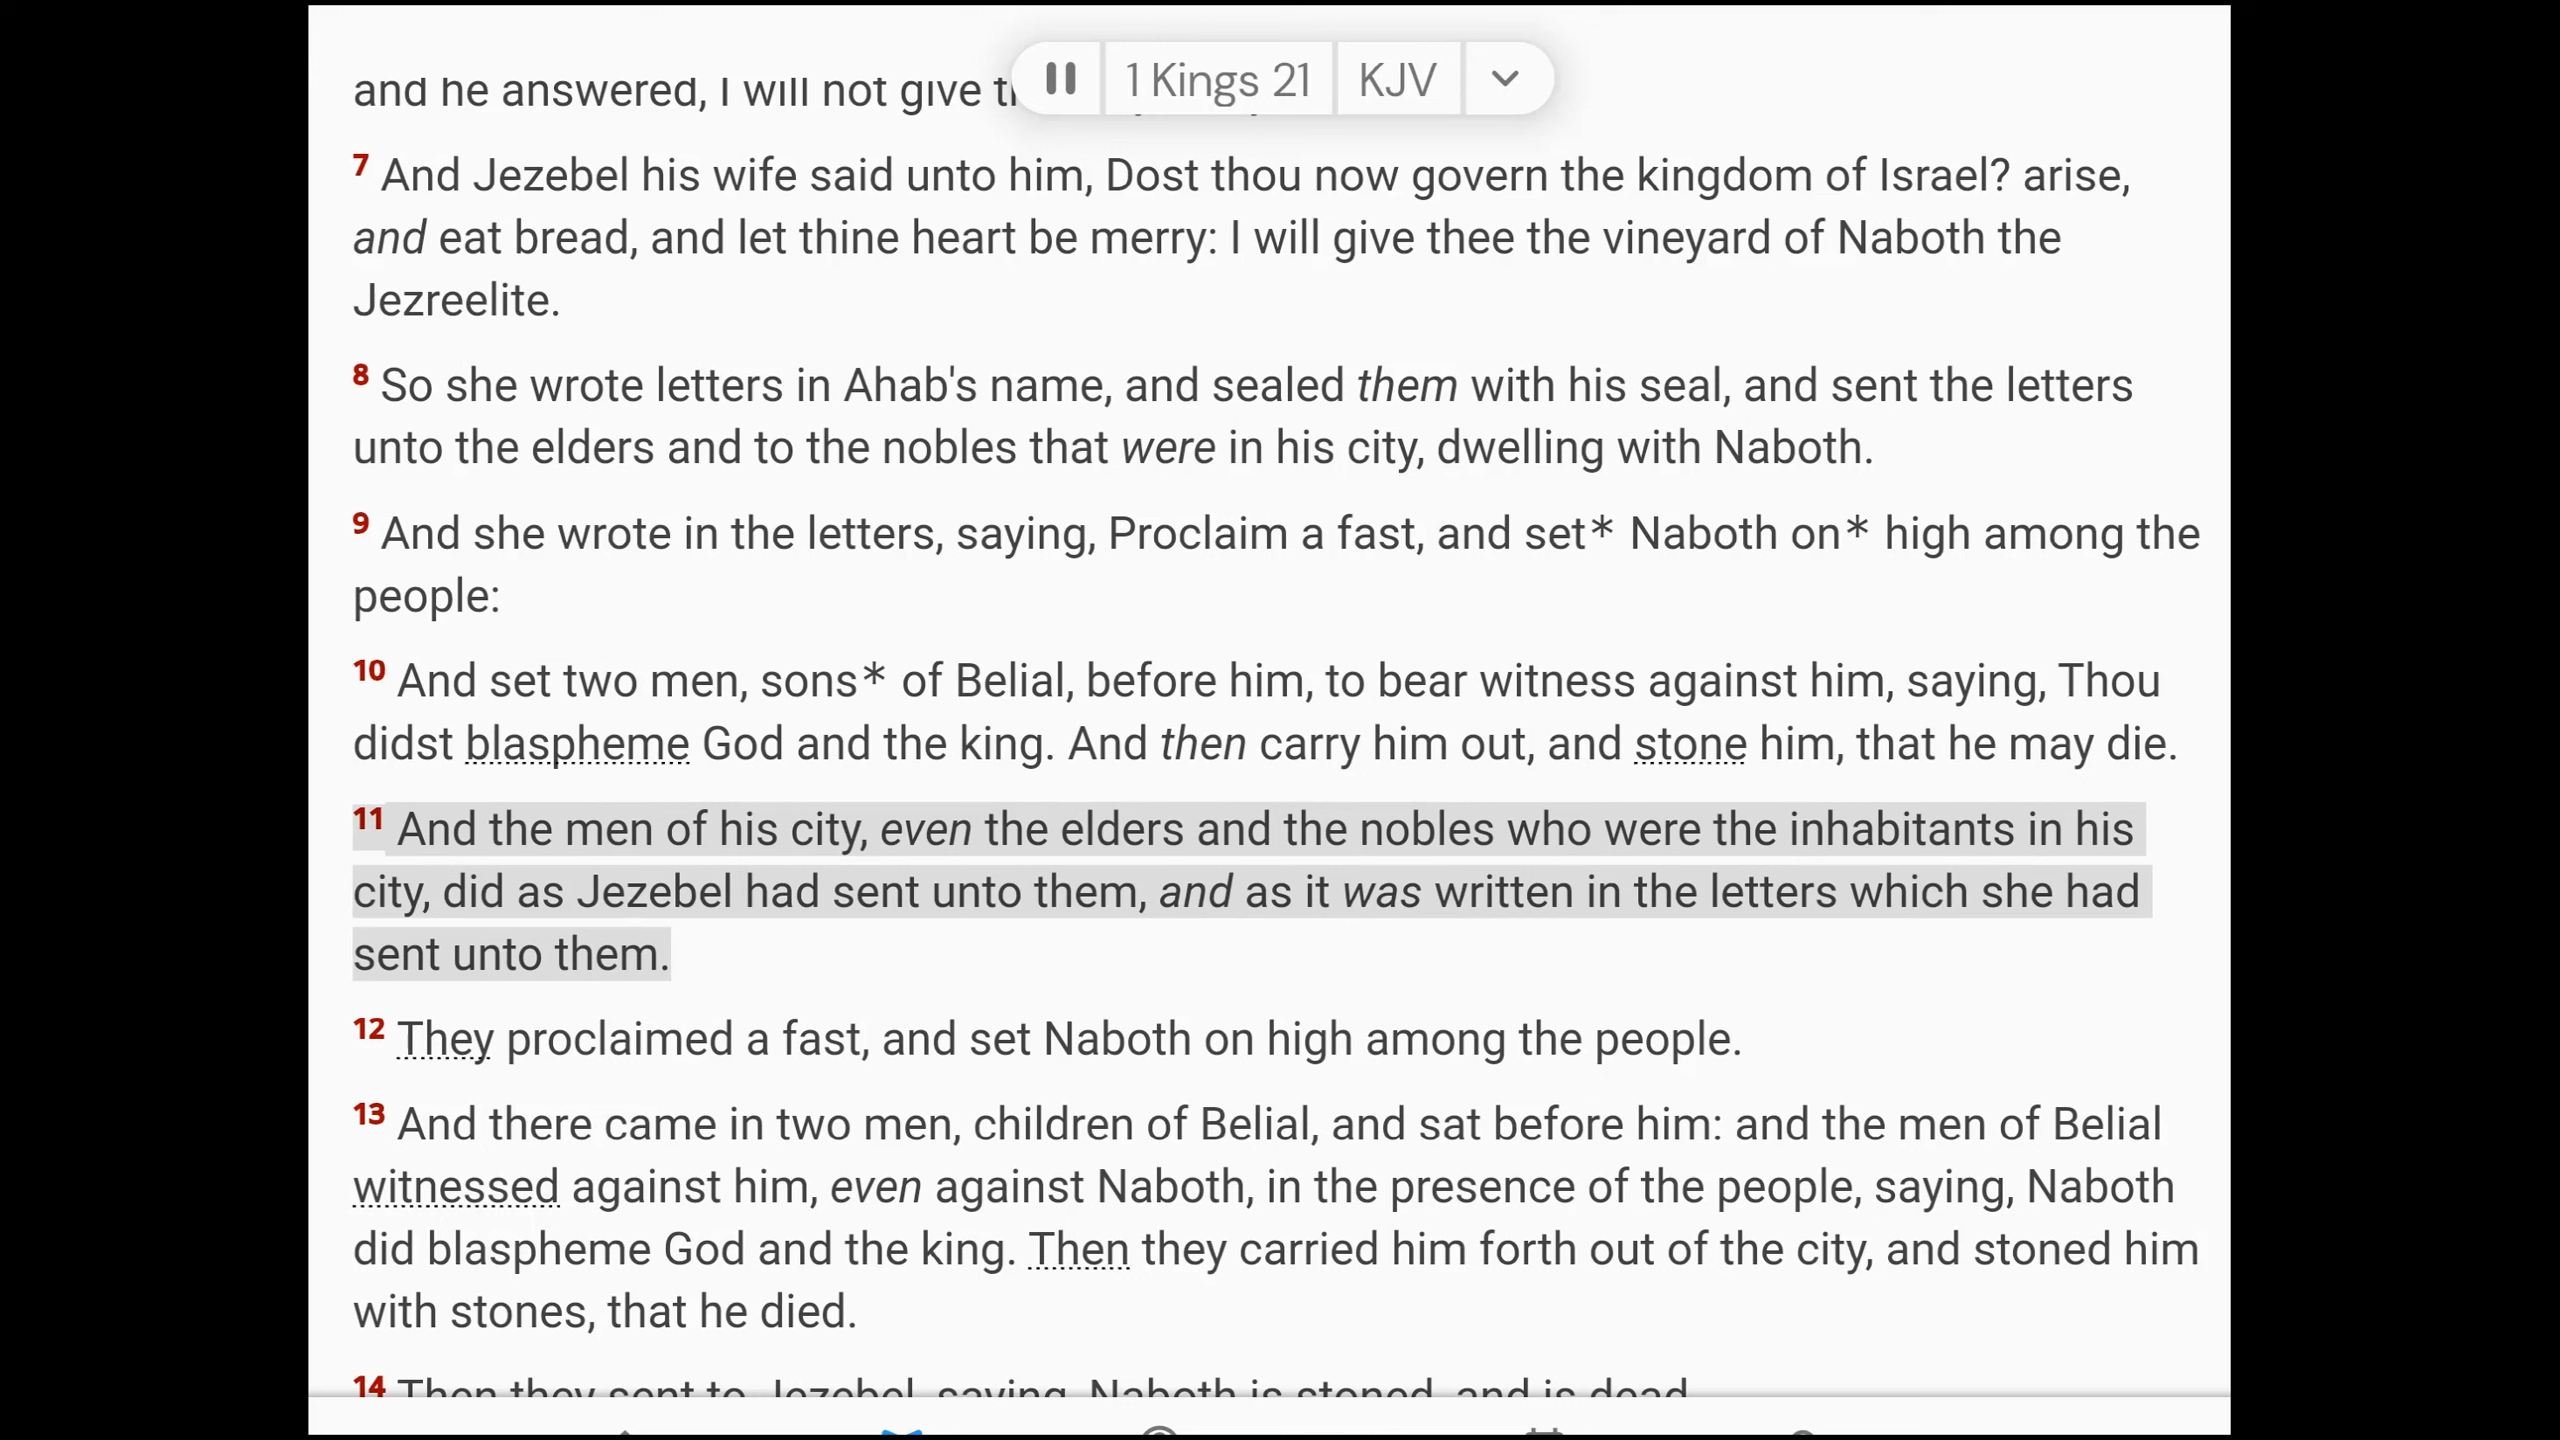 and he answered, I will not give
1 Kings 21 KJV
7 And Jezebel his wife said unto him, Dost thou now govern the kingdom of Israel? arise,
and eat bread, and let thine heart be merry: I will give thee the vineyard of Naboth the
Jezreelite.
8 So she wrote letters in Ahab's name, and sealed them with his seal, and sent the letters
unto the elders and to the nobles that were in his city, dwelling with Naboth.
9 And she wrote in the letters, saying, Proclaim a fast, and set* Naboth on* high among the
people:
10 And set two men, sons* of Belial, before him, to bear witness against him, saying, Thou
didst blaspheme God and the king. And then carry him out, and stone him, that he may die.
11 And the men of his city, even the elders and the nobles who were the inhabitants in his
city, did as Jezebel had sent unto them, and as it was written in the letters which she had
sent unto them.
12 They proclaimed a fast, and set Naboth on high among the people.
13 And there came in two men, children of Belial, and sat before him: and the men of Belial
witnessed against him, even against Naboth, in the presence of the people, saying, Naboth
did blaspheme God and the king. Then they carried him forth out of the city, and stoned him
with stones, that he died.
14 Then they sent to Jezebel, saying, Naboth is stoned, and is dead.